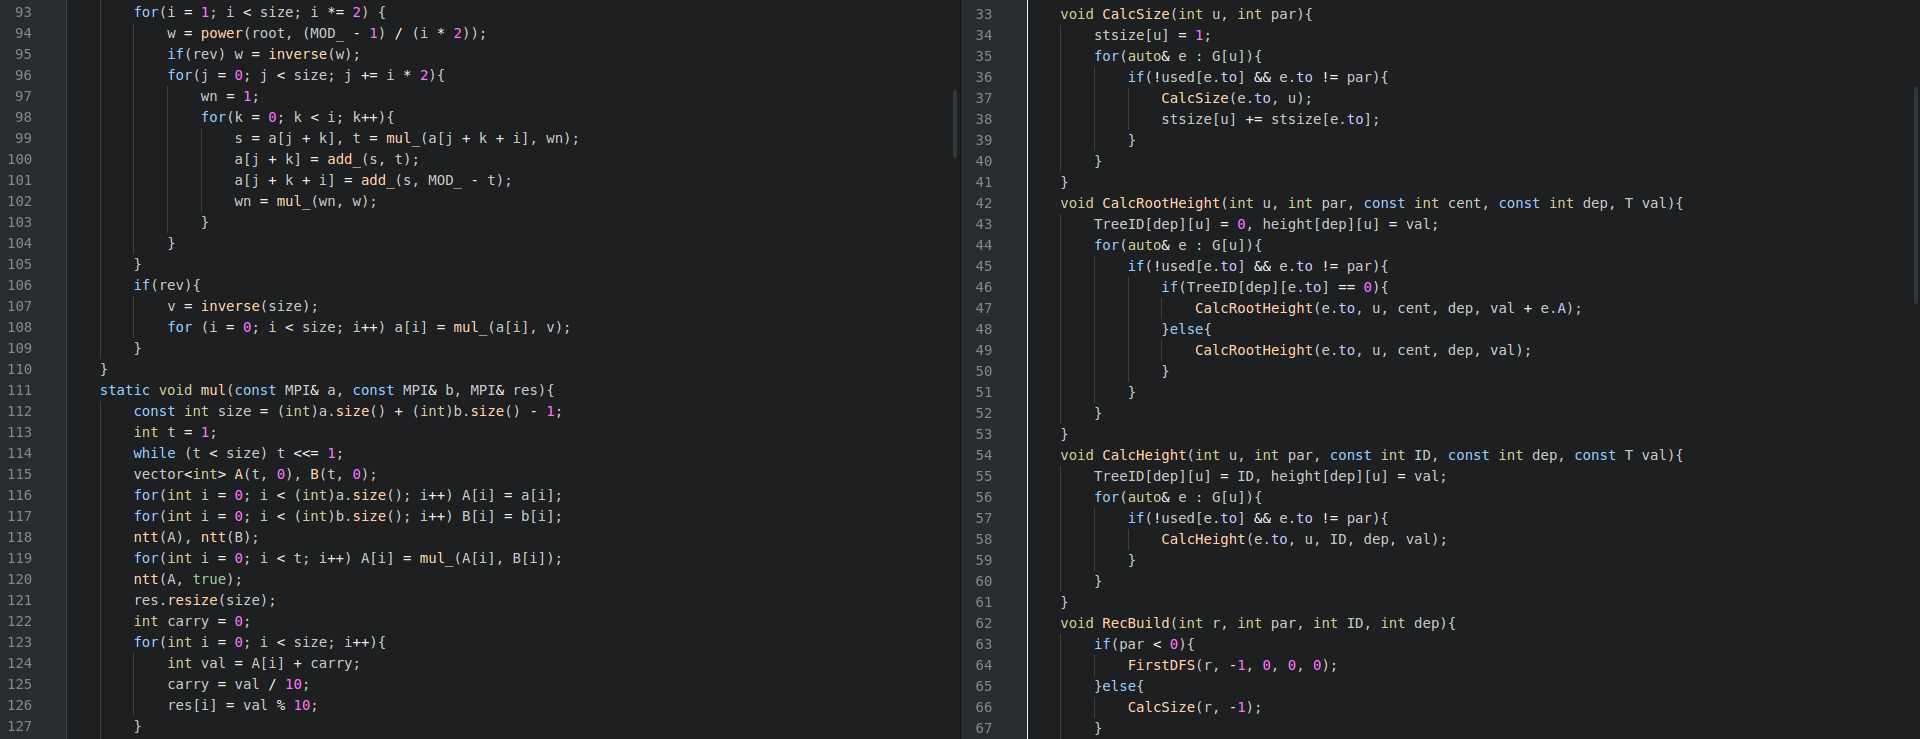 93 for(i = 1; i < size; i *= 2) {
94 w = power(root, (MOD_ - 1) / (i * 2));
95 if(rev) w = inverse(w);
96 for(j = 0; j < size; j += i * 2){
97 wn = 1;
98 for(k = 0; k < i; k++){
99 s = a[j + k], t = mul_(a[j + k + i], wn);
100 a[j + k] = add_(s, t);
101 a[j + k + i] = add_(s, MOD_ - t);
102 wn = mul_(wn, w);
103 }
104 }
105 }
106 if(rev){
107 v = inverse(size);
108 for (i = 0; i < size; i++) a[i] = mul_(a[i], v);
109 }
110 }
111 static void mul(const MPI& a, const MPI& b, MPI& res){
112 const int size = (int)a.size() + (int)b.size() - 1;
113 int t = 1;
114 while (t < size) t <<= 1;
115 vector<int> A(t, 0), B(t, 0);
116 for(int i = 0; i < (int)a.size(); i++) A[i] = a[i];
117 for(int i = 0; i < (int)b.size(); i++) B[i] = b[i];
118 ntt(A), ntt(B);
119 for(int i = 0; i < t; i++) A[i] = mul_(A[i], B[i]);
120 ntt(A, true);
121 res.resize(size);
122 int carry = 0;
123 for(int i = 0; i < size; i++){
124 int val = A[i] + carry;
125 carry = val / 10;
126 res[i] = val % 10;
127 }
33 void CalcSize(int u, int par){
34 stsize[u] = 1;
35 for(auto& e : G[u]){
36 if(!used[e.to] && e.to != par){
37 CalcSize(e.to, u);
38 stsize[u] += stsize[e.to];
39 }
40 }
41 }
42 void CalcRootHeight(int u, int par, const int cent, const int dep, T val){
43 TreeID[dep][u] = 0, height[dep][u] = val;
44 for(auto& e : G[u]){
45 if(!used[e.to] && e.to != par){
46 if(TreeID[dep][e.to] == 0){
47 CalcRootHeight(e.to, u, cent, dep, val + e.A);
48 }else{
49 CalcRootHeight(e.to, u, cent, dep, val);
50 }
51 }
52 }
53 }
54 void CalcHeight(int u, int par, const int ID, const int dep, const T val){
55 TreeID[dep][u] = ID, height[dep][u] = val;
56 for(auto& e : G[u]){
57 if(!used[e.to] && e.to != par){
58 CalcHeight(e.to, u, ID, dep, val);
59 }
60 }
61 }
62 void RecBuild(int r, int par, int ID, int dep){
63 if(par < 0){
64 FirstDFS(r, -1, 0, 0, 0);
65 }else{
66 CalcSize(r, -1);
67 }